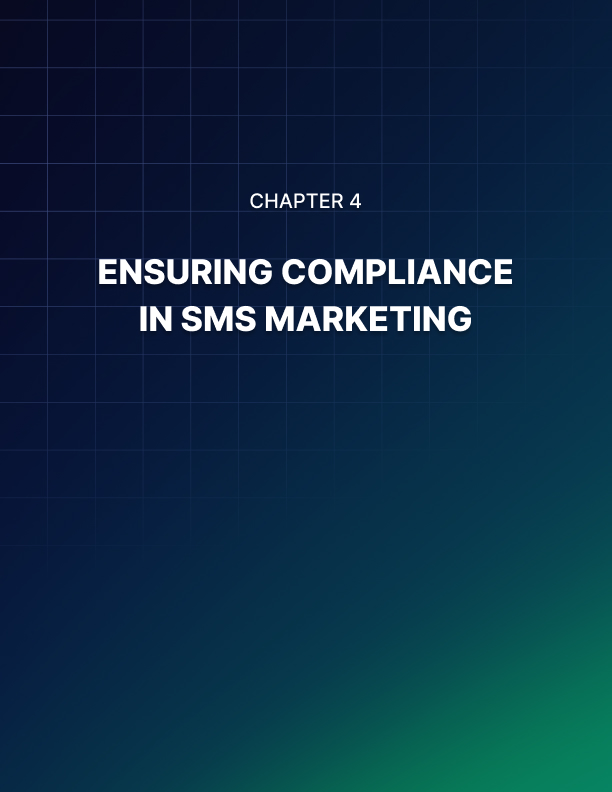 CHAPTER 4
ENSURING COMPLIANCE
IN SMS MARKETING